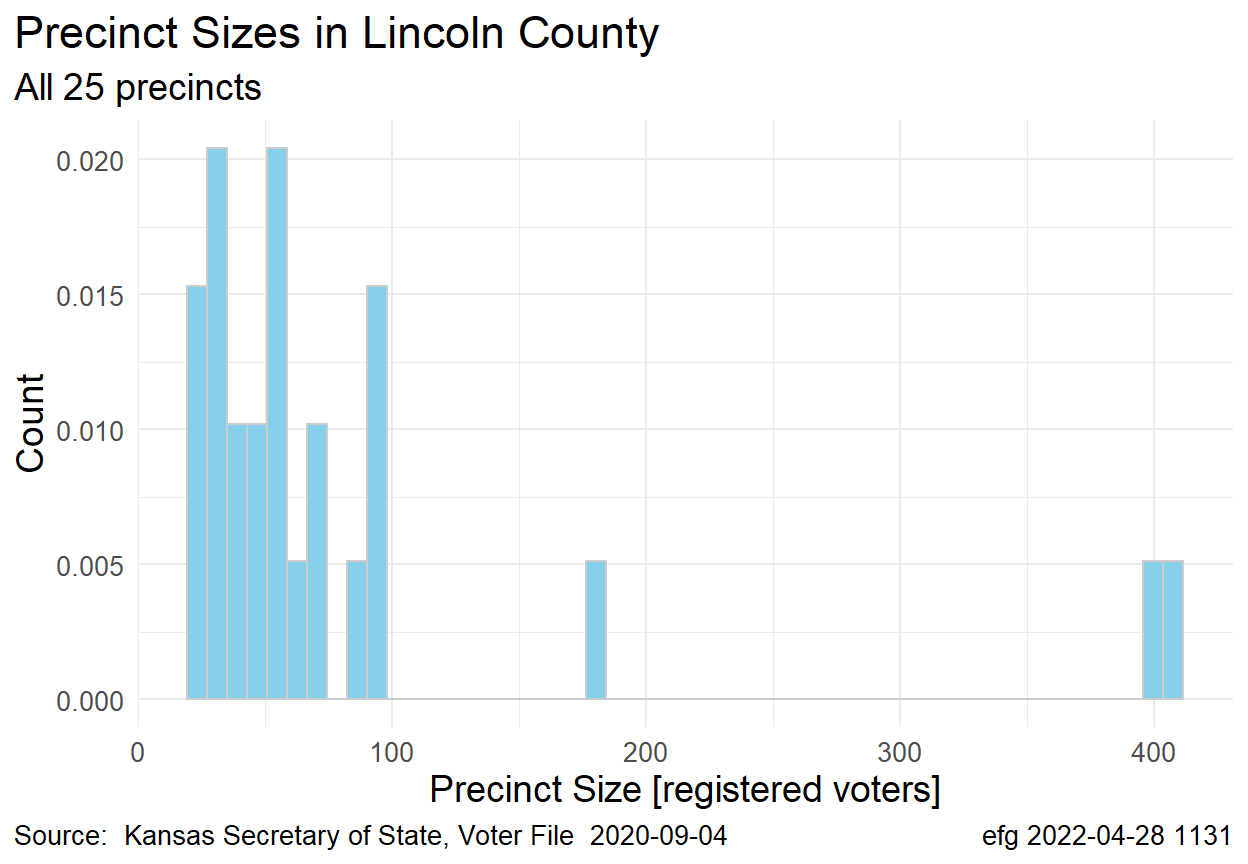 Precinct Sizes in Lincoln County
All 25 precincts
0.020
0.015
0.010
0.005
0.000
Count
0 100 200 300 400
Precinct Size [registered voters]
Source:  Kansas Secretary of State, Voter File  2020-09-04
efg 2022-04-28 1131